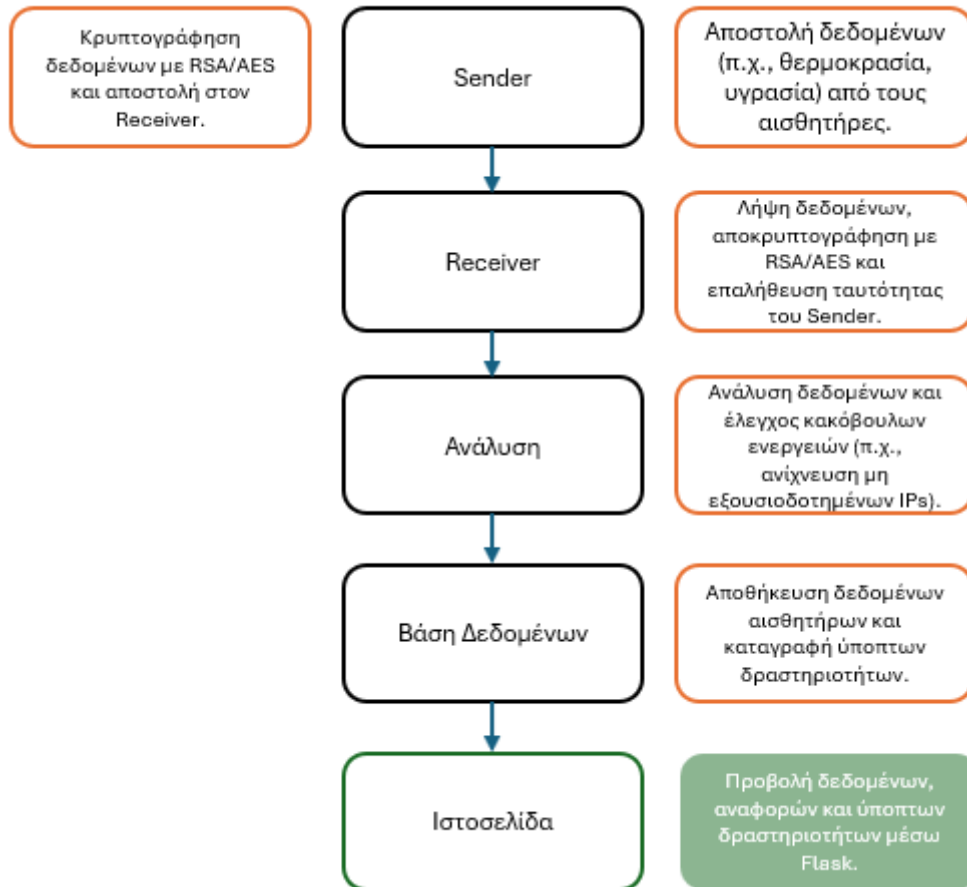 Κρυπτογράφηση
δεδομένων με RSA/AES
και αποστολή στον
Receiver.
Sender
Αποστολή δεδομένων
(π.χ., θερμοκρασία,
υγρασία) από τους
αισθητήρες.
Receiver
Λήψη δεδομένων,
αποκρυπτογράφηση με
RSA/AES και
επαλήθευση ταυτότητας
του Sender.
Ανάλυση
Ανάλυση δεδομένων και
έλεγχος κακόβουλων
ενεργειών (π.χ.,
ανίχνευση μη
εξουσιοδοτημένων IPs).
Βάση Δεδομένων
Αποθήκευση δεδομένων
αισθητήρων και
καταγραφή ύποπτων
δραστηριοτήτων.
Ιστοσελίδα
Προβολή δεδομένων,
αναφορών και ύποπτων
δραστηριοτήτων μέσω
Flask.